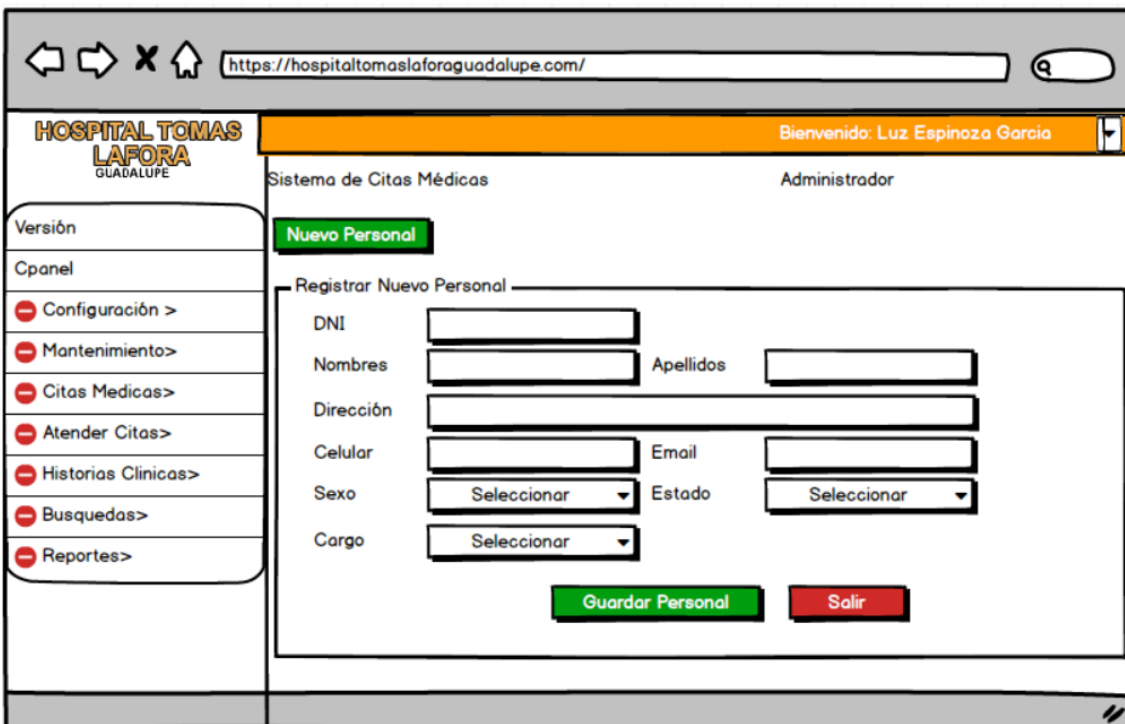 https://hospitaltomaslaforaguadalupe.com/
HOSPITAL TOMAS
LAFORA
GUADALUPE
Bienvenido: Luz Espinoza Garcia
Sistema de Citas Médicas
Administrador
Versión
Cpanel
Configuración >
Mantenimiento>
Citas Medicas>
Atender Citas>
Historias Clinicas>
Busquedas>
Reportes>
Nuevo Personal
Registrar Nuevo Personal
DNI
Nombres
Apellidos
Dirección
Celular
Email
Sexo
Seleccionar
Estado
Seleccionar
Cargo
Seleccionar
Guardar Personal
Salir